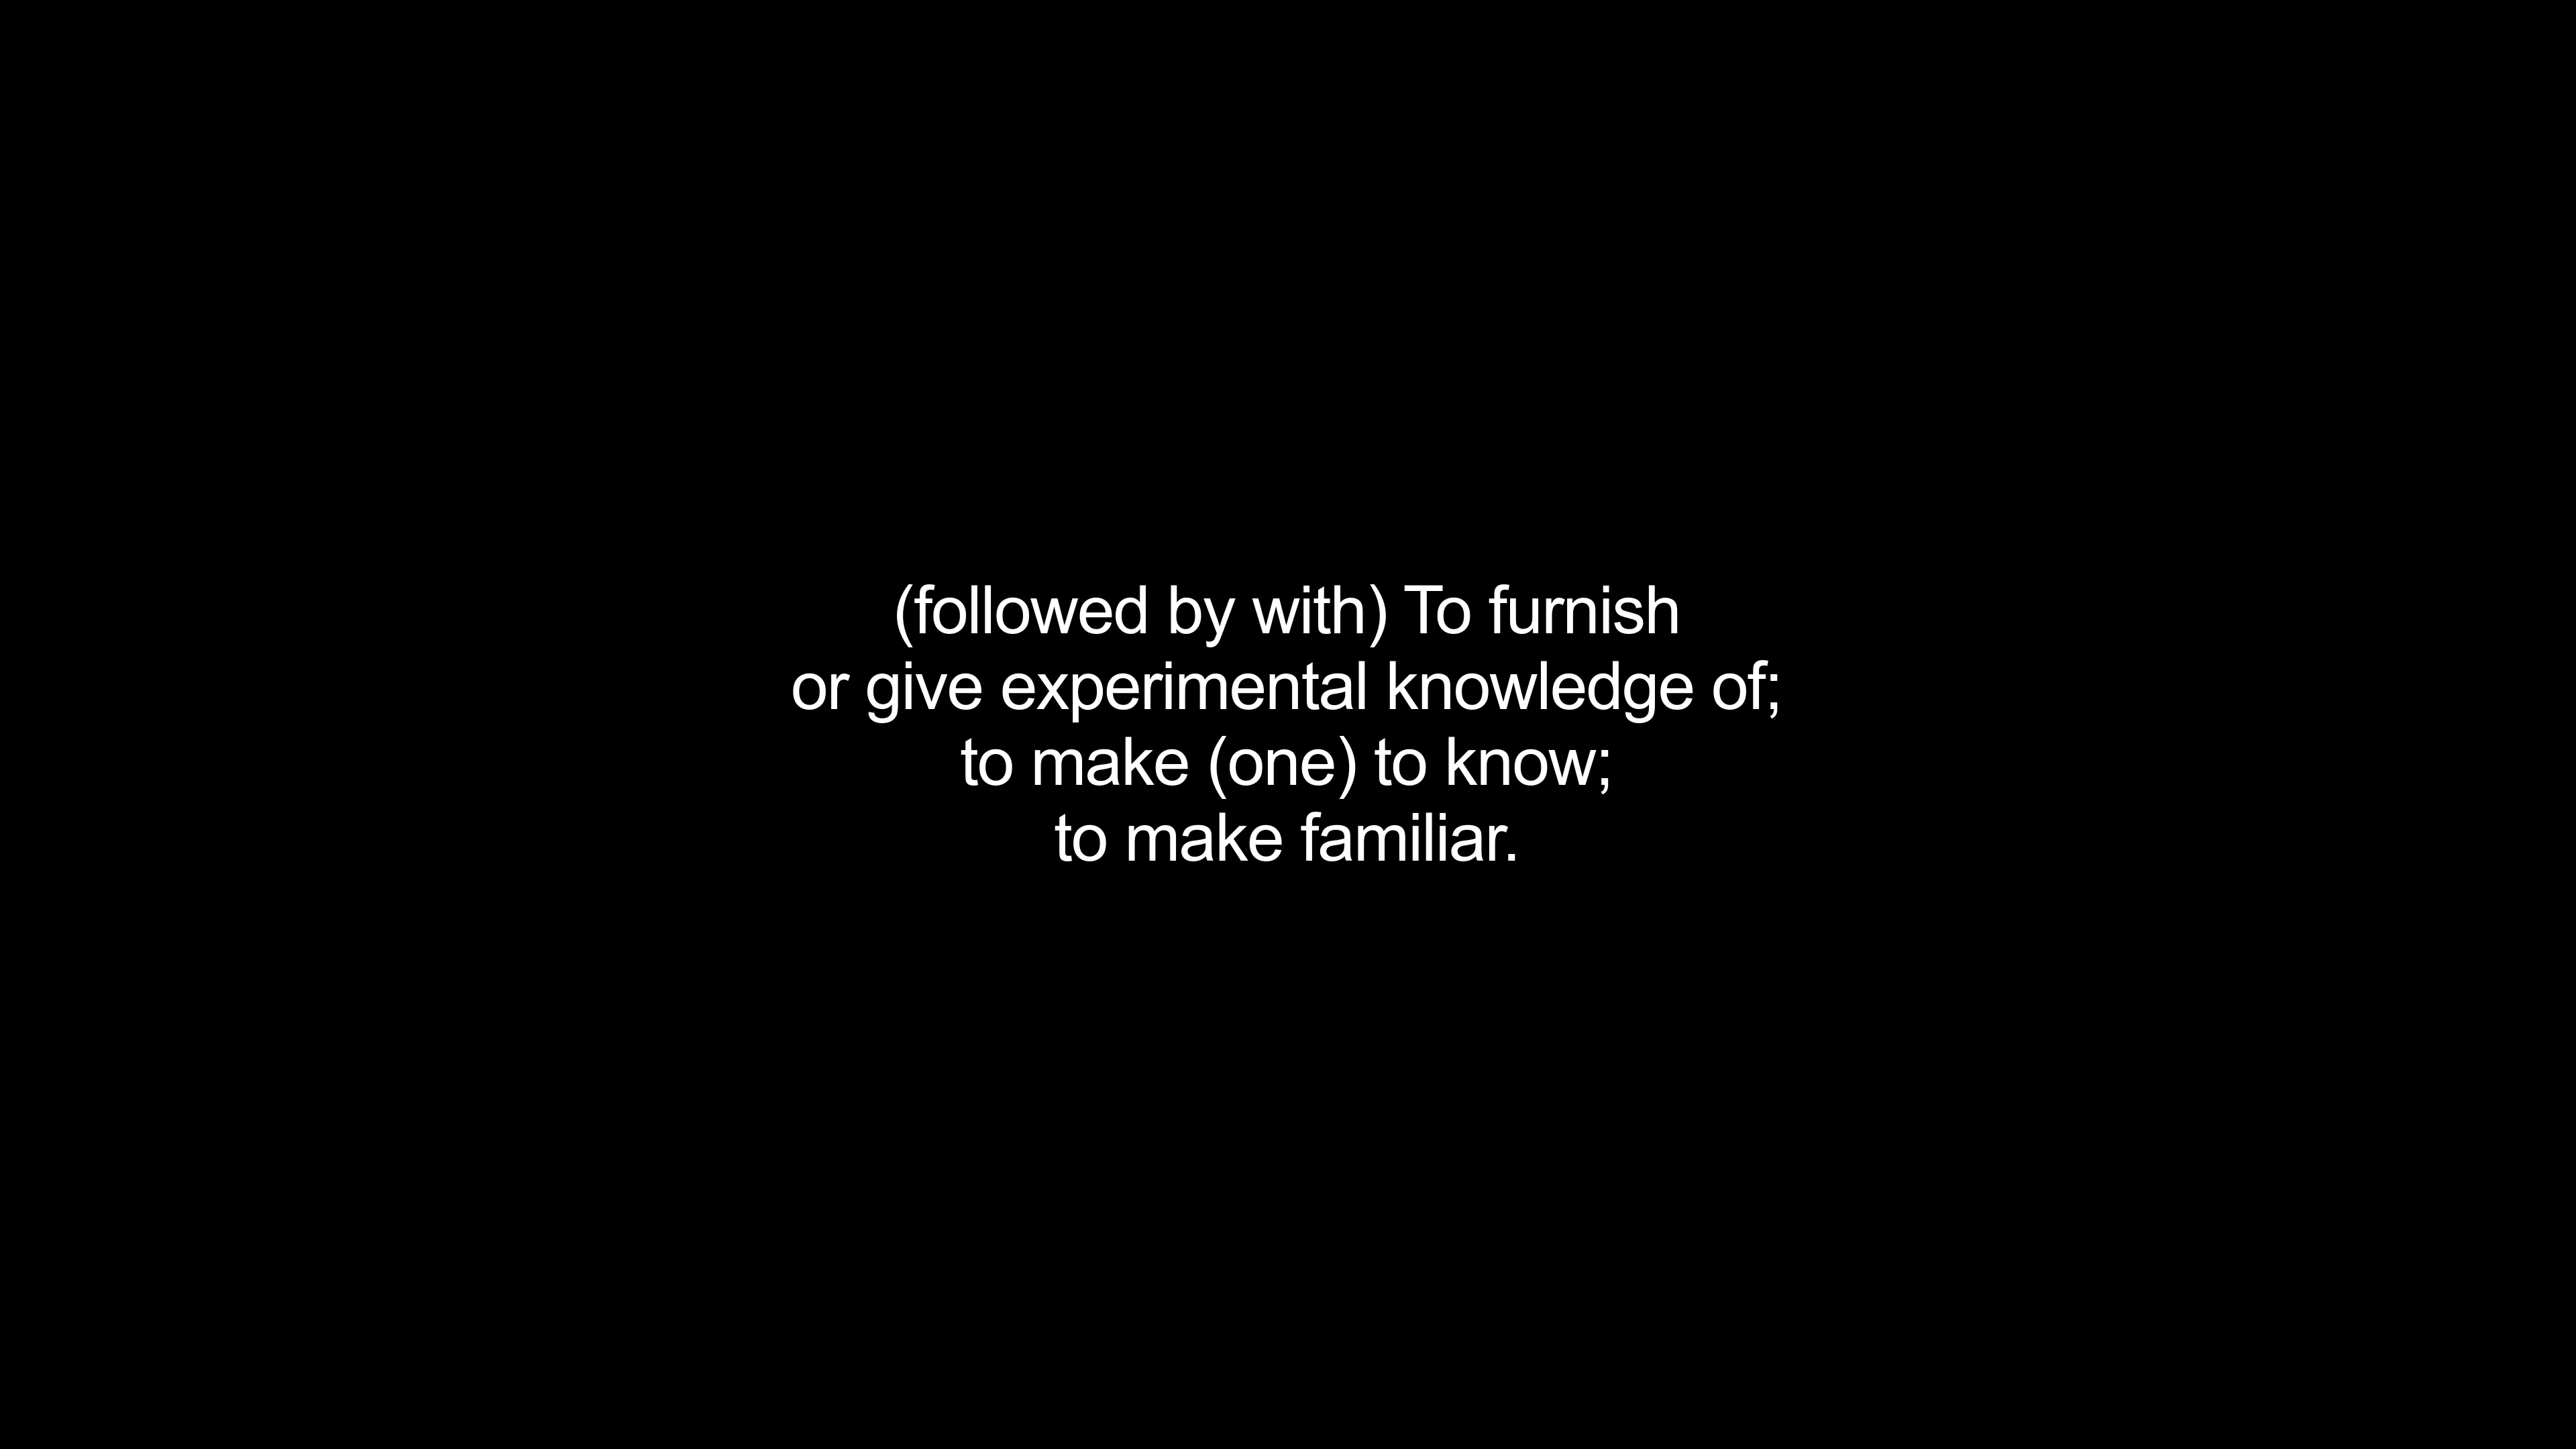 (followed by with) To furnish
or give experimental knowledge of;
to make (one) to know;
to make familiar.